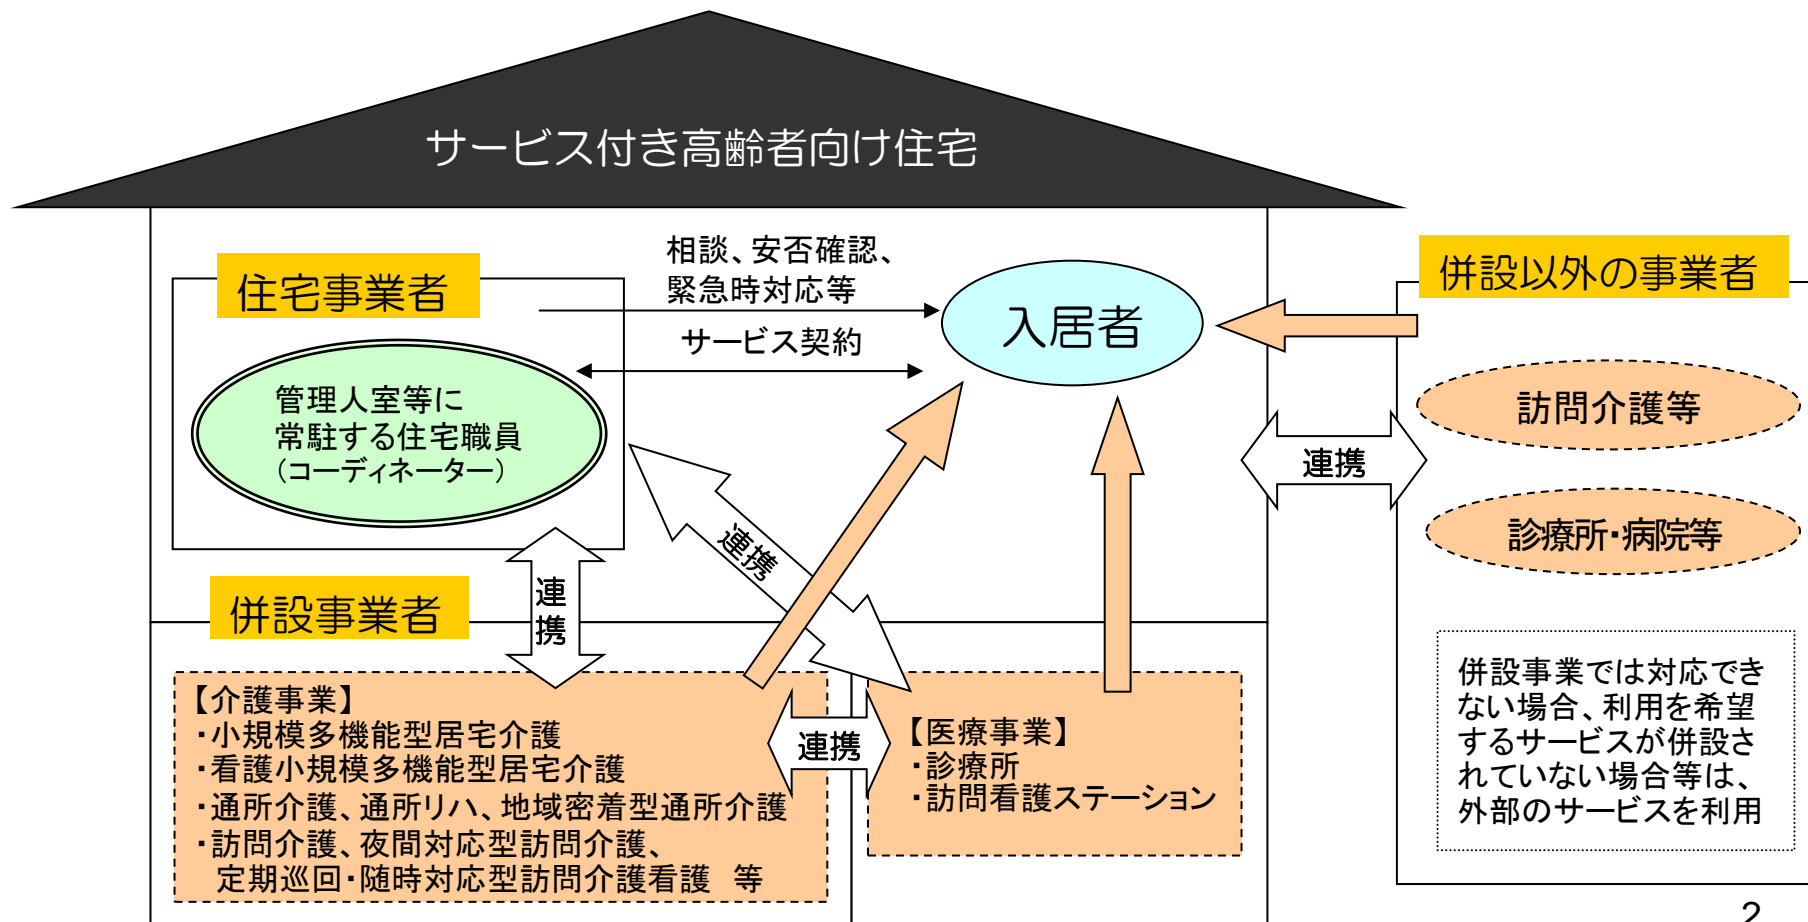 サービス付き高齢者向け住宅
住宅事業者
相談、安否確認、
緊急時対応等
サービス契約
入居者
管理人室等に
常駐する住宅職員
（コーディネーター）
連携
連
携
併設事業者
【介護事業】
・小規模多機能型居宅介護
・看護小規模多機能型居宅介護
・通所介護、通所リハ、地域密着型通所介護
・訪問介護、夜間対応型訪問介護、
定期巡回・随時対応型訪問介護看護　等
連携
【医療事業】
・診療所
・訪問看護ステーション
併設以外の事業者
連携
訪問介護等
診療所・病院等
併設事業では対応でき
ない場合、利用を希望
するサービスが併設さ
れていない場合等は、
外部のサービスを利用
2